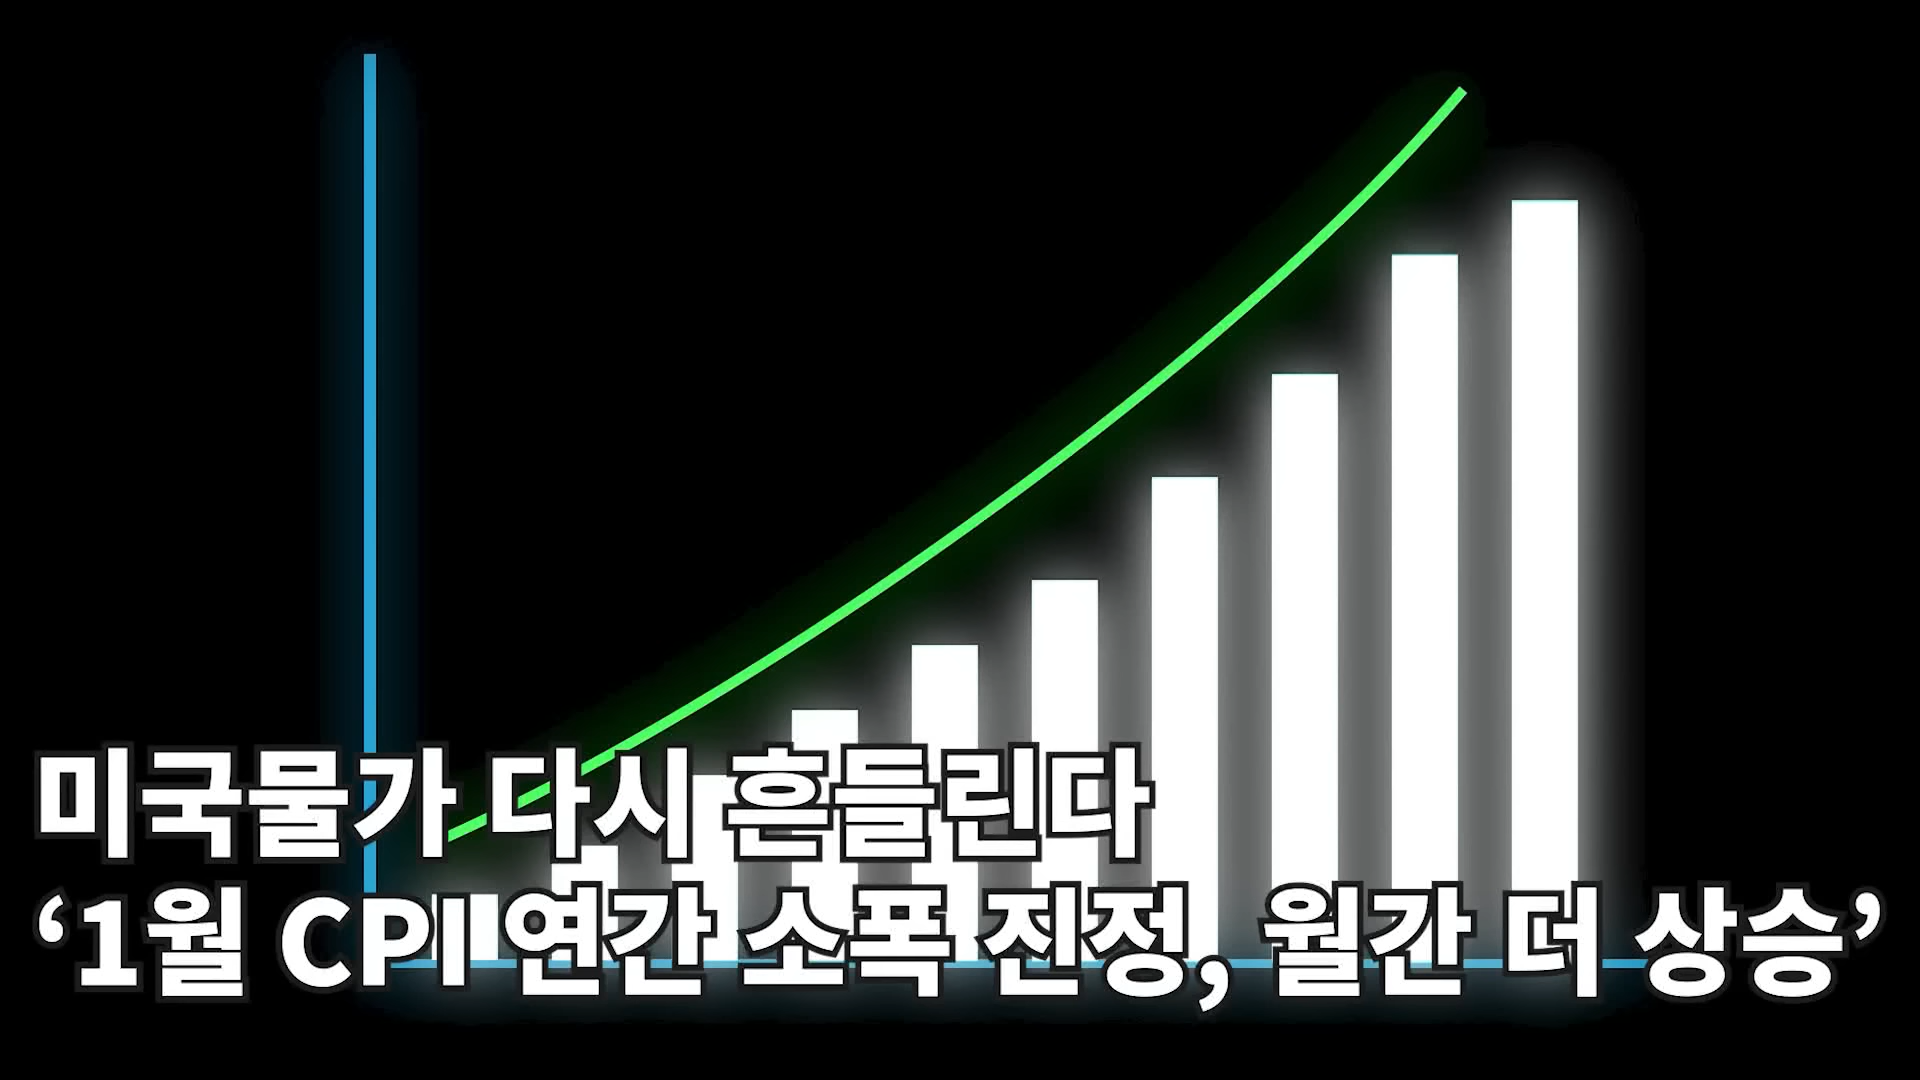 미국물가 다시 흔들린다
‘1월 CPI 연간 소폭 진정, 월간 더 상승’